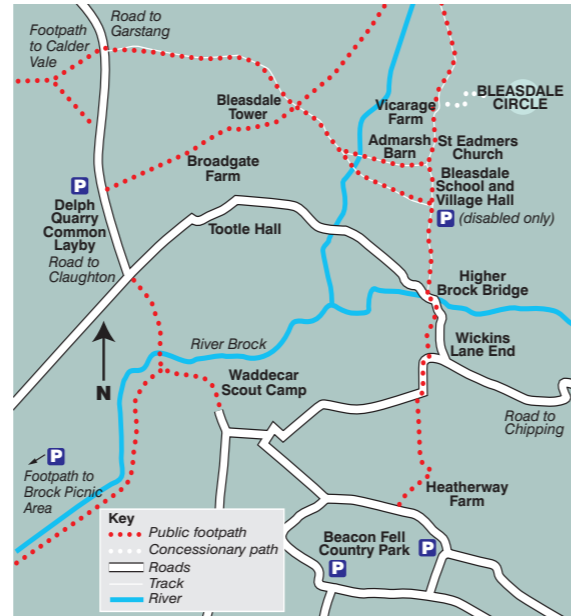 Road to
Garstang
Footpath
to Calder
Vale
Bleasdale
Tower
Vicarage
Farm
BLEASDALE
CIRCLE
Admarsh
Barn
St Eadmers
Church
Broadgate
Farm
Bleasdale
School and
Village Hall
P (disabled only)
P
Delph
Quarry
Common
Layby
Road to
Claughton
Tootle Hall
Higher
Brock Bridge
River Brock
N
Wickins
Lane End
Waddecar
Scout Camp
Road to
Chipping
P
Footpath to
Brock Picnic
Area
Heatherway
Farm
Key
Public footpath
Concessionary path
Roads
Track
River
Beacon Fell
Country Park
P
P